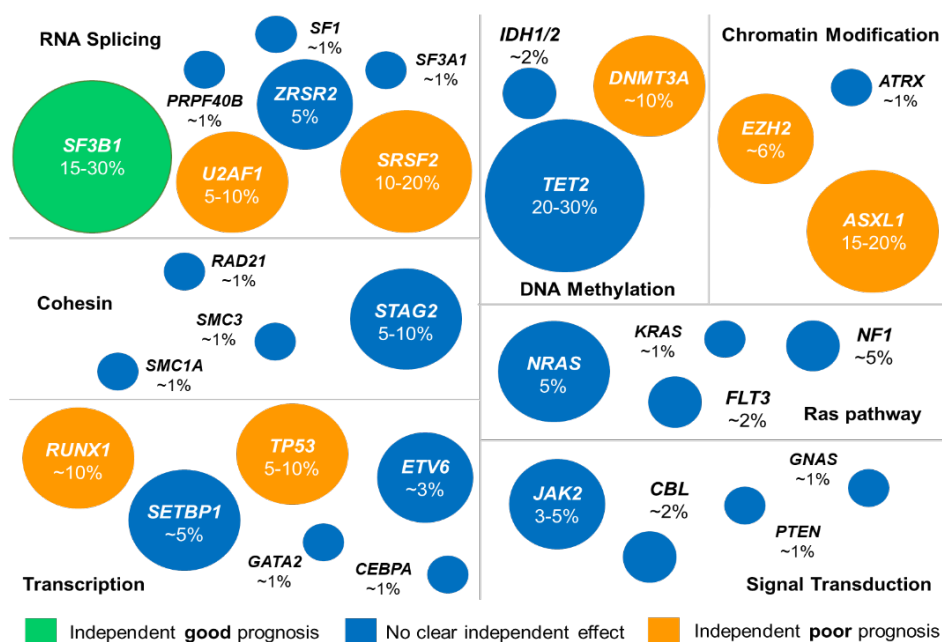 RNA Splicing
SF1
~1%
SF3A1
~1%
PRPF40B
~1%
ZRSR2
5%
SF3B1
15-30%
U2AF1
5-10%
SRSF2
10-20%
IDH1/2
~2%
DNMT3A
~10%
TET2
20-30%
DNA Methylation
Chromatin Modification
ATRX
~1%
EZH2
~6%
ASXL1
15-20%
Cohesin
RAD21
~1%
SMC3
~1%
SMC1A
~1%
STAG2
5-10%
NRAS
5%
KRAS
~1%
NF1
~5%
FLT3
~2%
Ras pathway
RUNX1
~10%
TP53
5-10%
ETV6
~3%
SETBP1
~5%
GATA2
~1%
CEBPA
~1%
Transcription
JAK2
3-5%
CBL
~2%
GNAS
~1%
PTEN
~1%
Signal Transduction
Independent good prognosis
No clear independent effect
Independent poor prognosis